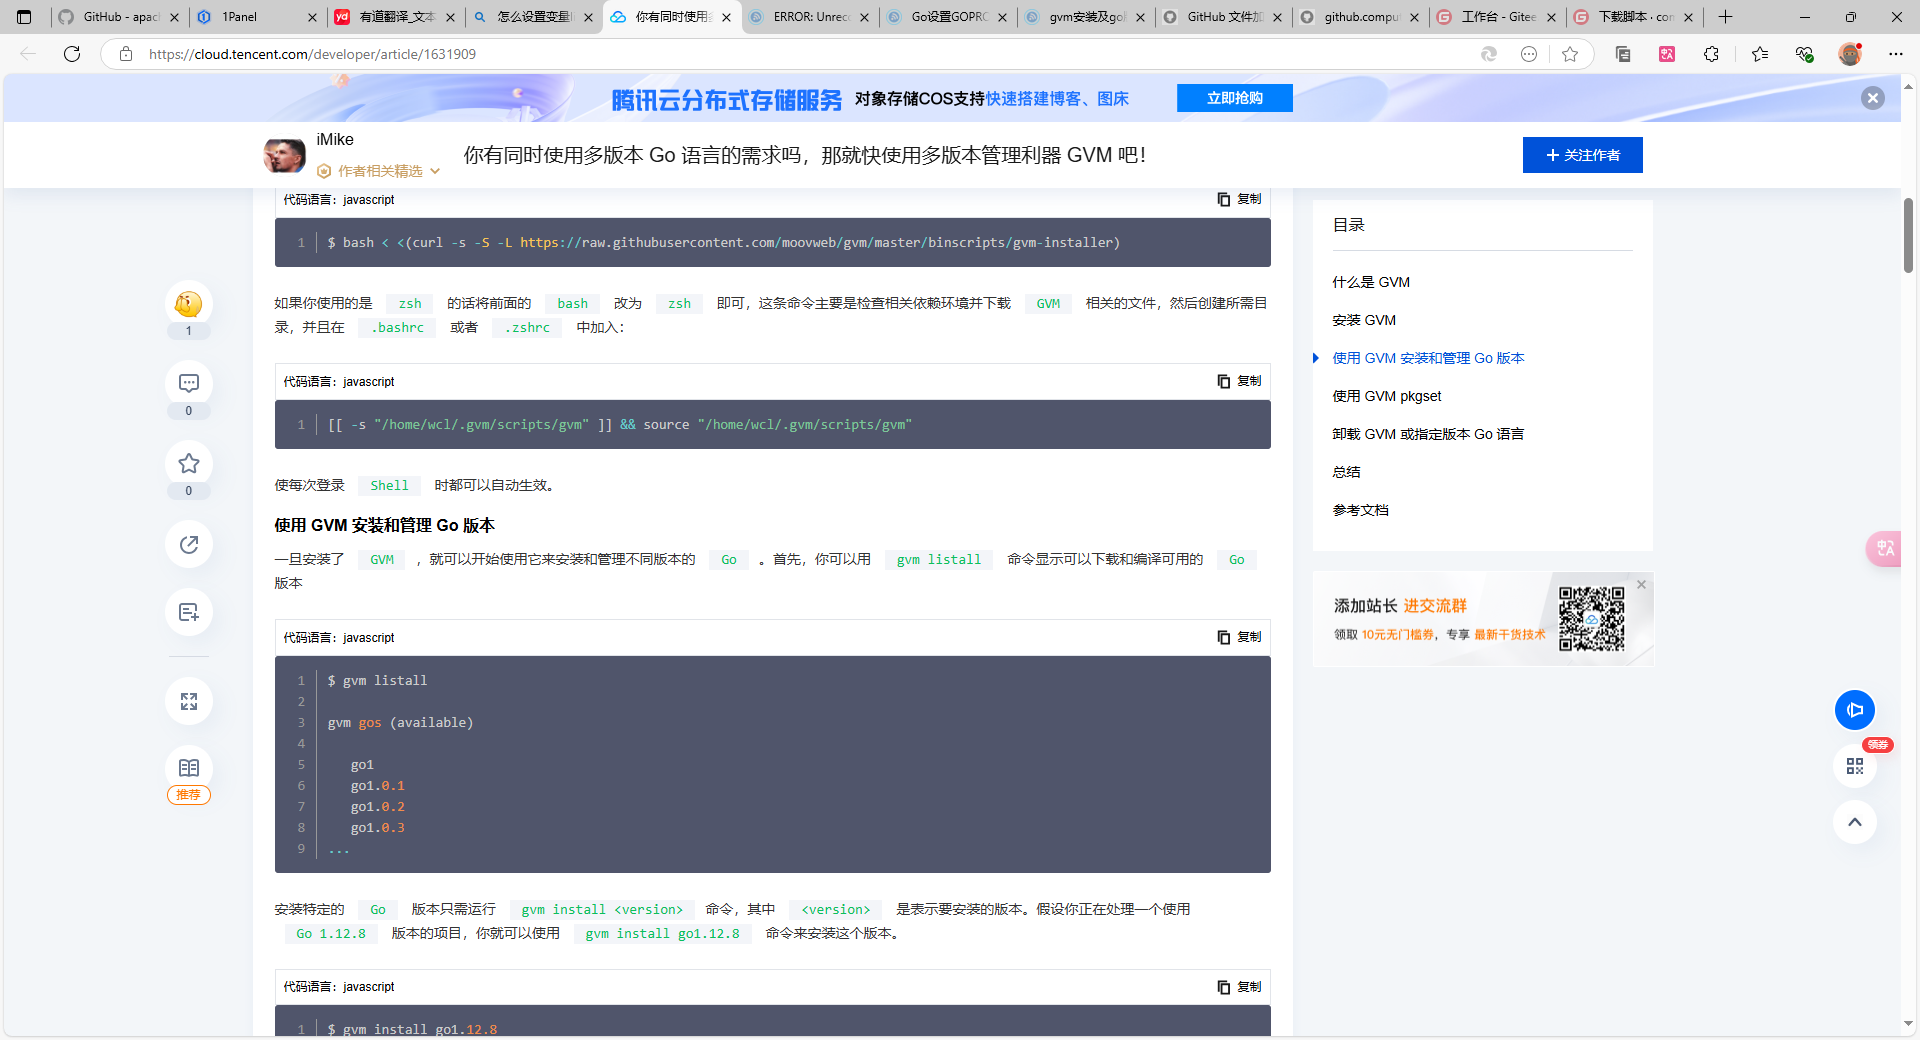 GitHub - apac
1Panel
有道翻译_文本
怎么设置变量
你有同时使用
ERROR: Unrec
Go设置GOPRO
gvm安装及go
GitHub 文件加
github.compu
工作台 - Gitee
下载脚本 · con
https://cloud.tencent.com/developer/article/1631909
腾讯云分布式存储服务 对象存储COS支持快速搭建博客、图床 立即抢购
iMike
作者相关精选
你有同时使用多版本 Go 语言的需求吗，那就快使用多版本管理利器 GVM 吧！
+ 关注作者
代码语言：javascript
复制
1 $ bash < <(curl -s -S -L https://raw.githubusercontent.com/moovweb/gvm/master/binscripts/gvm-installer)
如果你使用的是 zsh 的话将前面的 bash 改为 zsh 即可，这条命令主要是检查相关依赖环境并下载 GVM 相关的文件，然后创建所需目
录，并且在 .bashrc 或者 .zshrc 中加入：
代码语言：javascript
复制
1 [[ -s "/home/wcl/.gvm/scripts/gvm" ]] && source "/home/wcl/.gvm/scripts/gvm"
使每次登录 Shell 时都可以自动生效。
使用 GVM 安装和管理 Go 版本
一旦安装了 GVM ，就可以开始使用它来安装和管理不同版本的 Go 。首先，你可以用 gvm listall 命令显示可以下载和编译可用的 Go
版本
代码语言：javascript
复制
1 $ gvm listall
2
3 gvm gos (available)
4
5 go1
6 go1.0.1
7 go1.0.2
8 go1.0.3
9 ...
安装特定的 Go 版本只需运行 gvm install <version> 命令，其中 <version> 是表示要安装的版本。假设你正在处理一个使用
Go 1.12.8 版本的项目，你就可以使用 gvm install go1.12.8 命令来安装这个版本。
代码语言：javascript
复制
1 $ gvm install go1.12.8
1
0
0
推荐
目录
什么是 GVM
安装 GVM
使用 GVM 安装和管理 Go 版本
使用 GVM pkgset
卸载 GVM 或指定版本 Go 语言
总结
参考文档
添加站长 进交流群
领取 10元无门槛券，专享 最新干货技术
领券